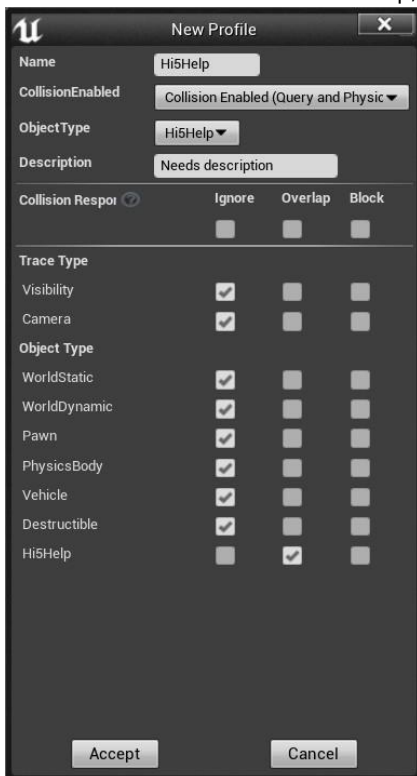 New Profile
Name Hi5Help
CollisionEnabled Collision Enabled (Query and Physic
ObjectType Hi5Help
Description Needs description
Collision Respor ? Ignore Overlap Block
Trace Type
Visibility
Camera
Object Type
WorldStatic
WorldDynamic
Pawn
PhysicsBody
Vehicle
Destructible
Hi5Help
Accept Cancel